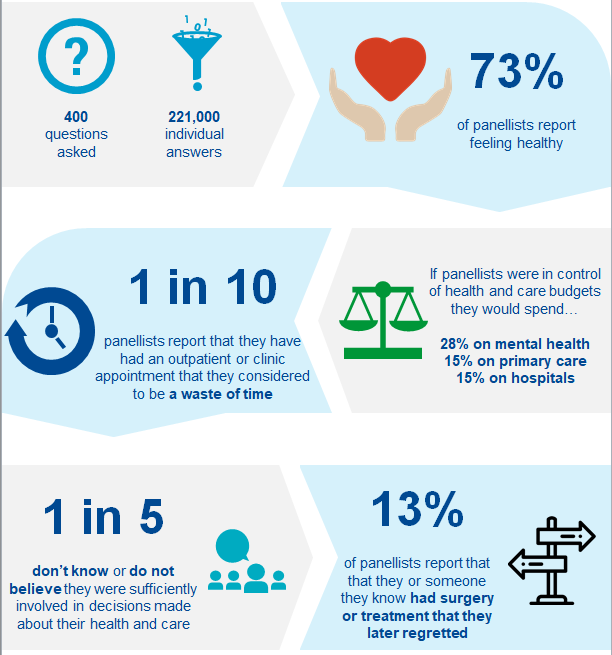 400
questions
asked
221,000
individual
answers
73%
of panellists report
feeling healthy
1 in 10
panellists report that they have
had an outpatient or clinic
appointment that they considered
to be a waste of time
If panellists were in control
of health and care budgets
they would spend…
28% on mental health
15% on primary care
15% on hospitals
1 in 5
don't know or do not
believe they were sufficiently
involved in decisions made
about their health and care
13%
of panellists report that
that they or someone
they know had surgery
or treatment that they
later regretted